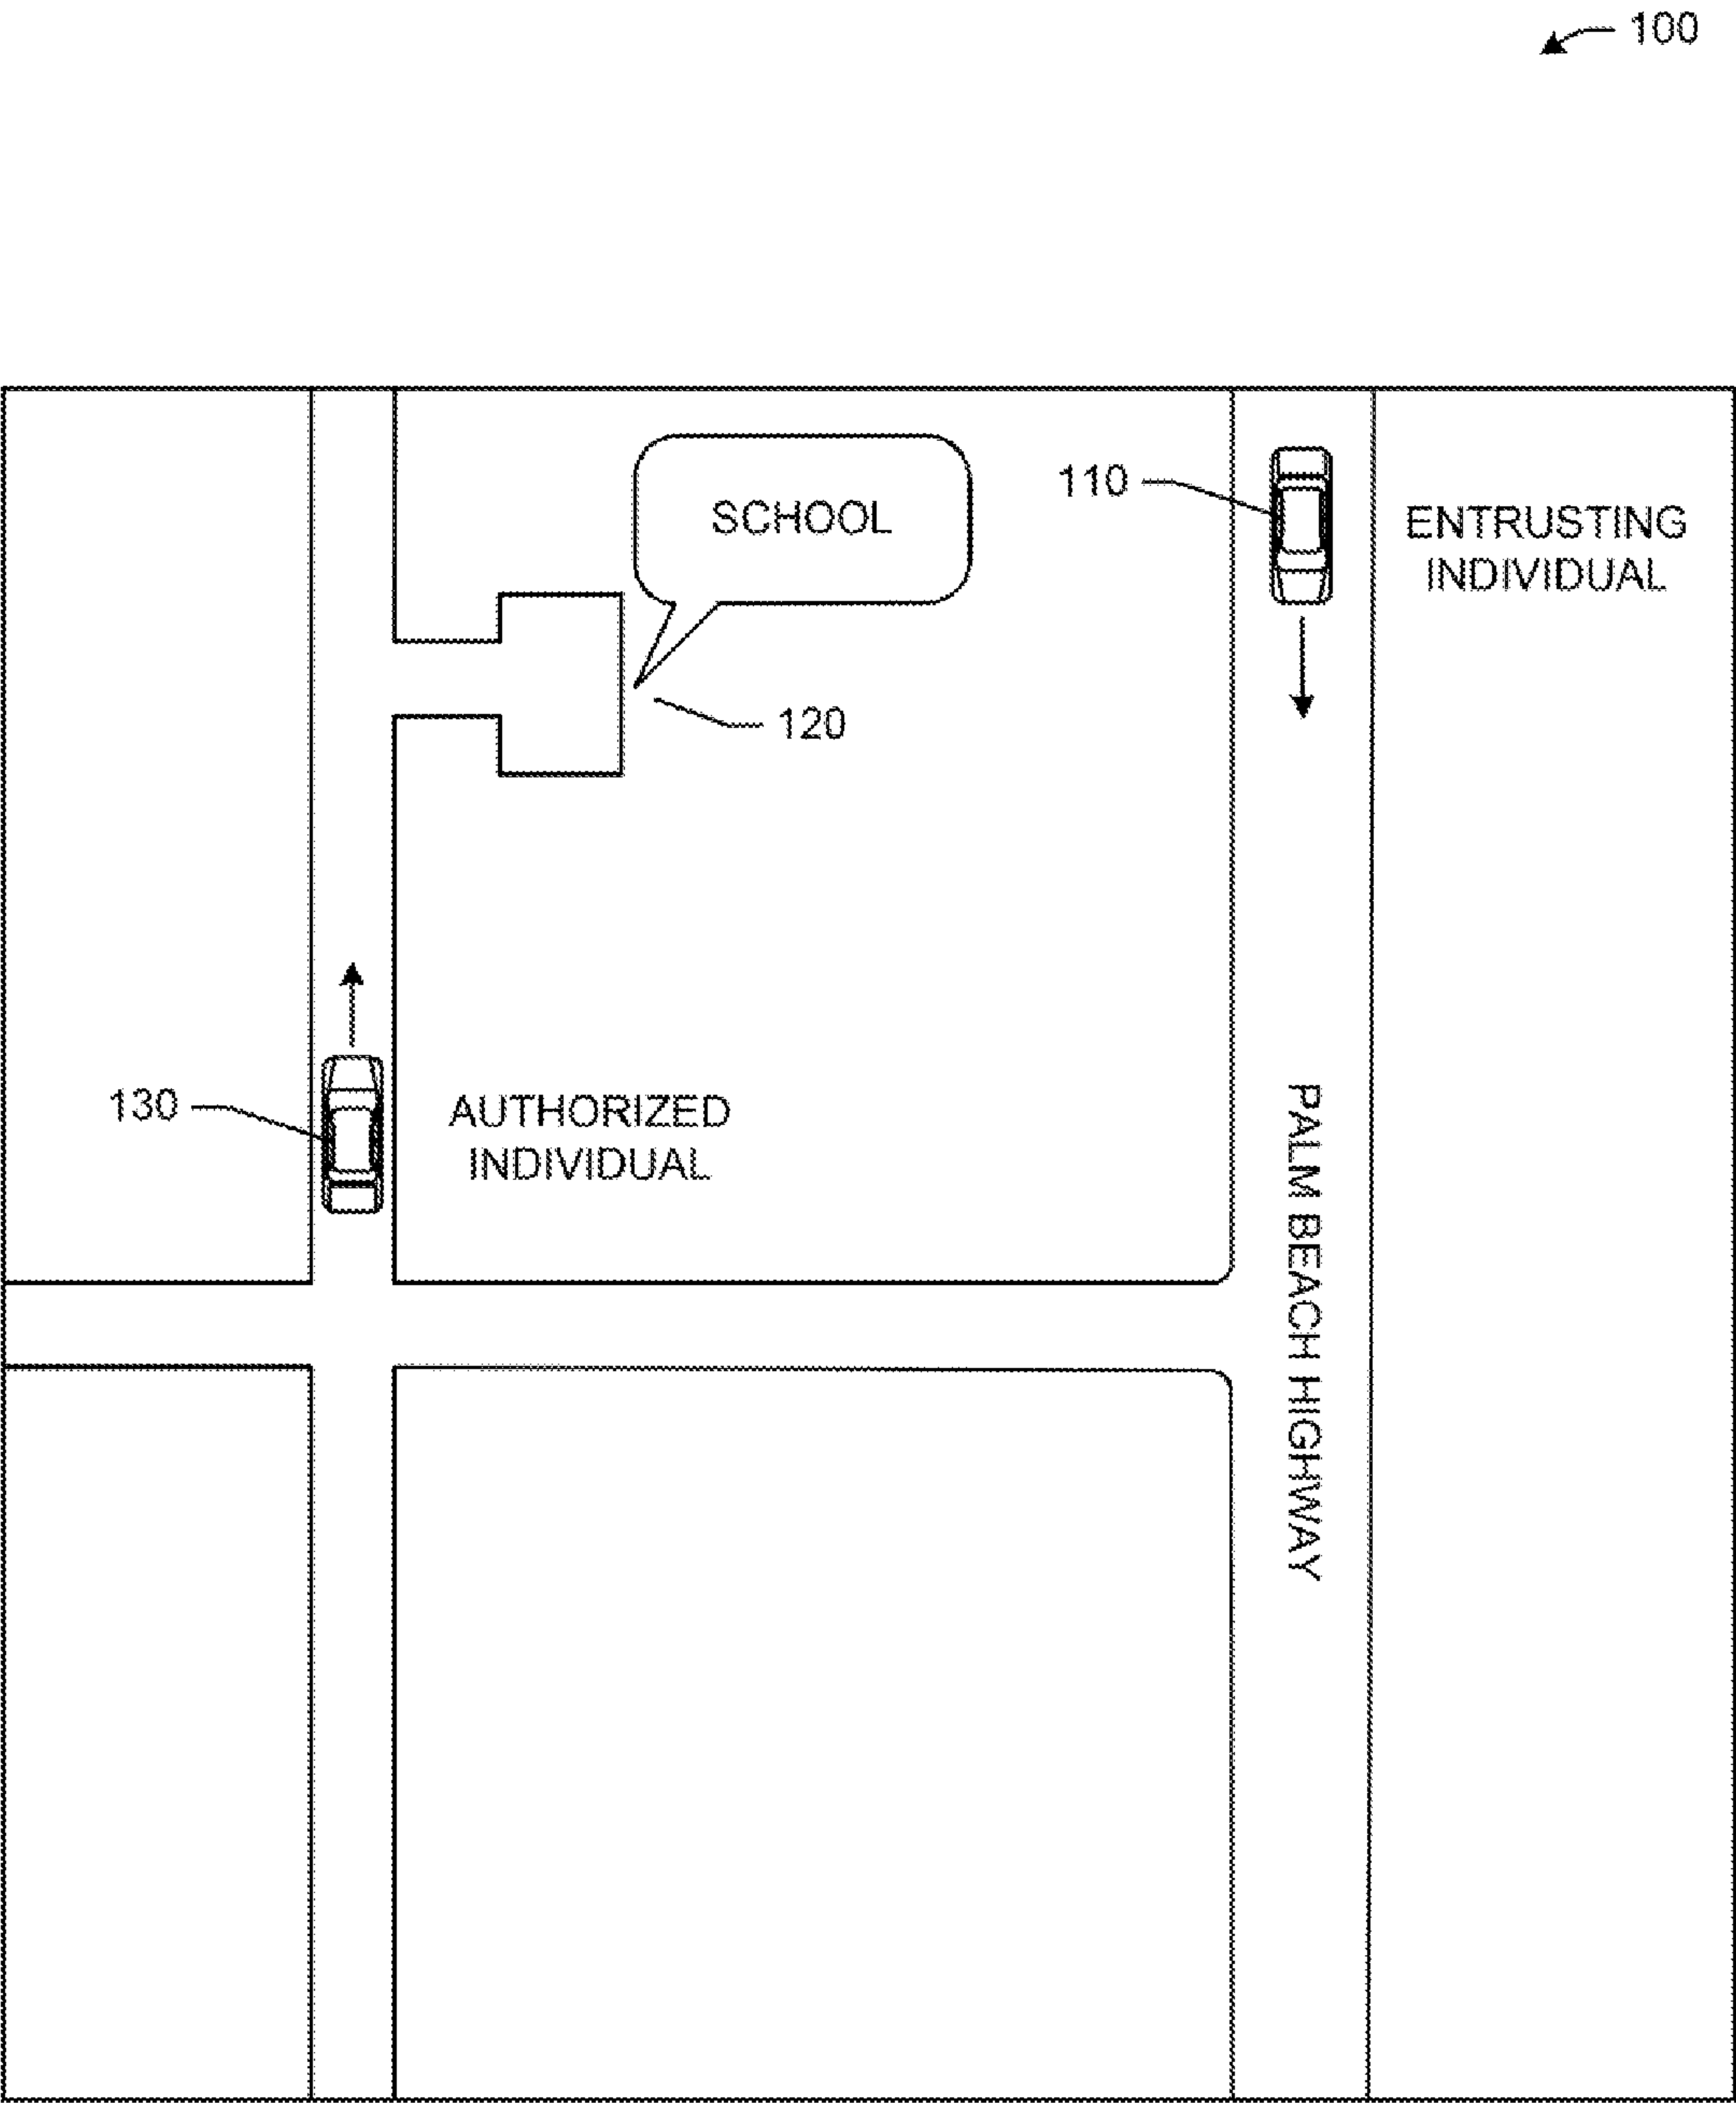 100
SCHOOL
110
ENTRUSTING
INDIVIDUAL
120
130
AUTHORIZED
INDIVIDUAL
PALM BEACH HIGHWAY